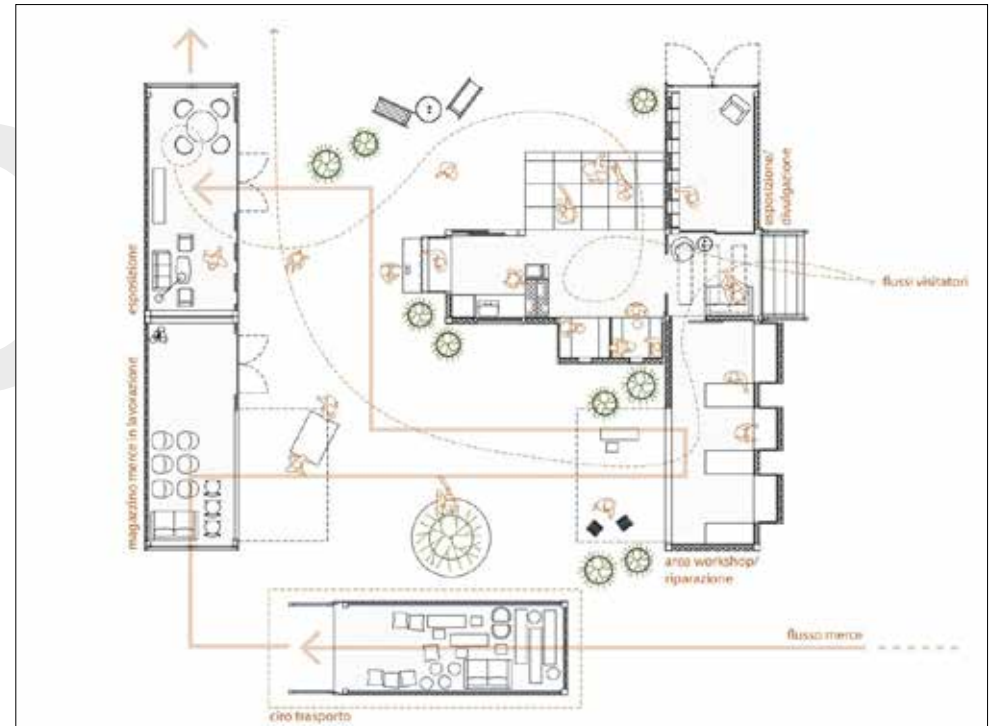 esposizione/
divulgazione
esposizione
flussi visitatori
magazzino merce in lavorazione
area workshop/
riparazione
flusso merce
ciro trasporto